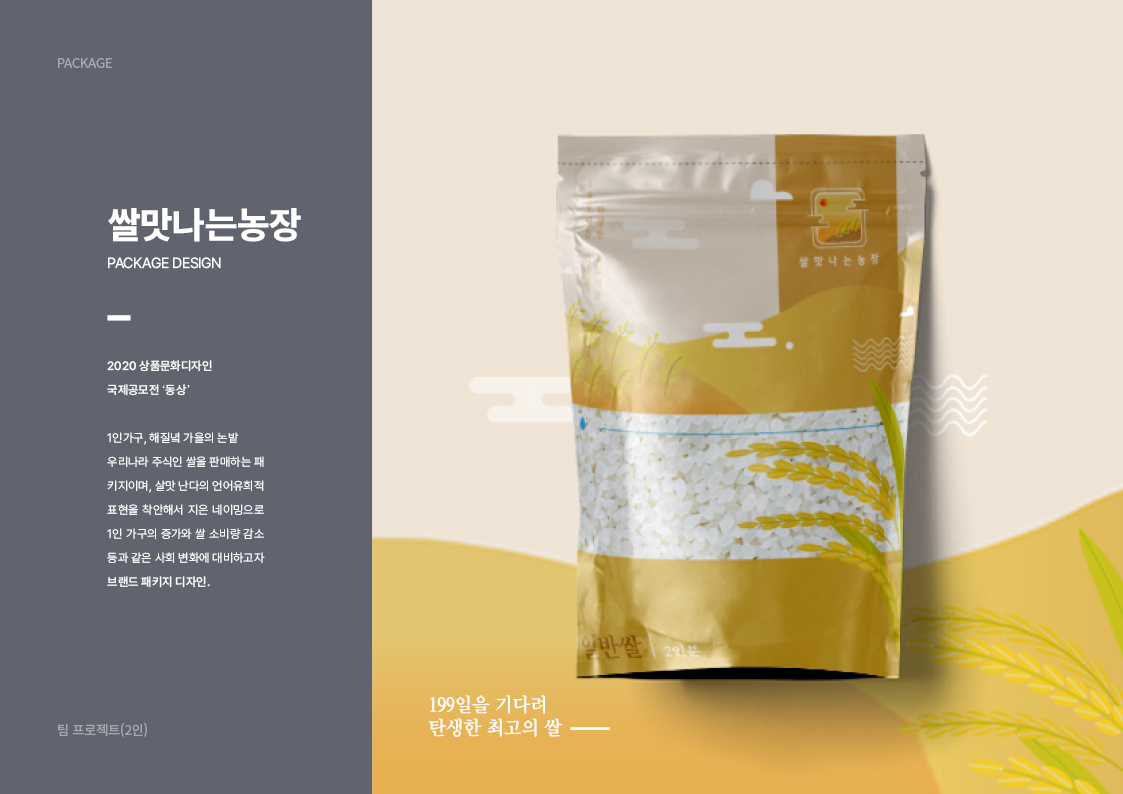 PACKAGE
쌀맛나는농장
PACKAGE DESIGN
2020 상품문화디자인
국제공모전 ‘동상’
1인가구, 해질녘 가을의 논밭
우리나라 주식인 쌀을 판매하는 패
키지이며, 살맛 난다의 언어유희적
표현을 착안해서 지은 네이밍으로
1인 가구의 증가와 쌀 소비량 감소
등과 같은 사회 변화에 대비하고자
브랜드 패키지 디자인.
팀 프로젝트(2인)
쌀맛나는농장
일반쌀 | 2인분
199일을 기다려
탄생한 최고의 쌀